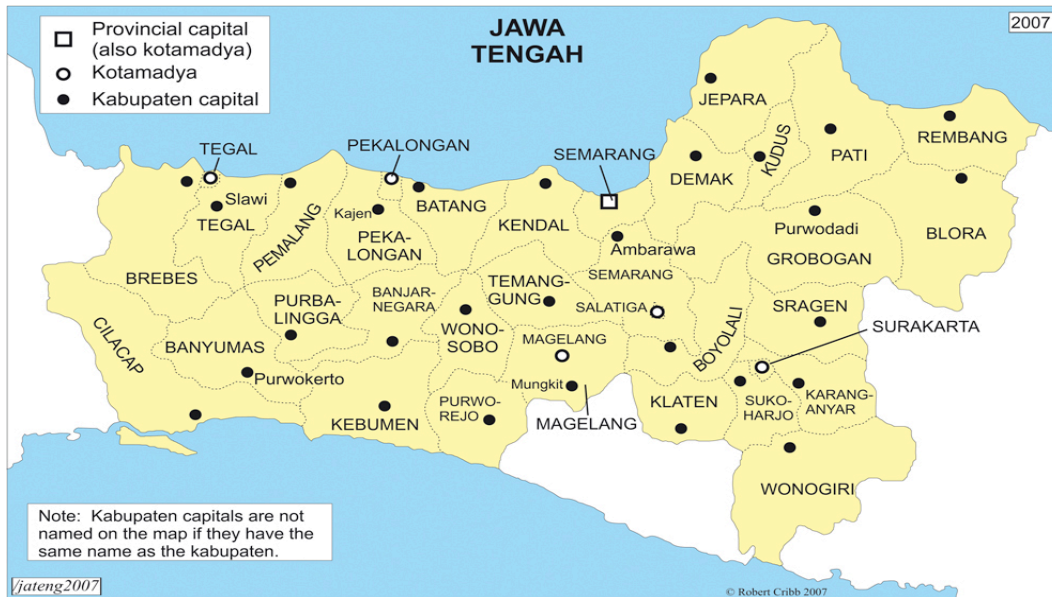 Provincial capital
(also kotamadya)
Kotamadya
Kabupaten capital
JAWA
TENGAH
2007
JEPARA
REMBANG
TEGAL
PEKALONGAN
SEMARANG
KUDUS
PATI
DEMAK
Slawi
TEGAL
PEMALANG
Kajen
BATANG
KENDAL
Purwodadi
BLORA
PEKA-
LONGAN
Ambarawa
GROBOGAN
BREBES
SEMARANG
TEMANG-
GUNG
BANJAR-
NEGARA
PURBA-
LINGGA
SALATIGA
SRAGEN
CILACAP
BANYUMAS
WONO-
SOBO
MAGELANG
BOYOLALI
SURAKARTA
Purwokerto
Mungkit
KLATEN
SUKO-
HARJO
KARANG-
ANYAR
KEBUMEN
PURWO-
REJO
MAGELANG
WONOGIRI
Note: Kabupaten capitals are not
named on the map if they have the
same name as the kabupaten.
/jateng2007
© Robert Cribb 2007